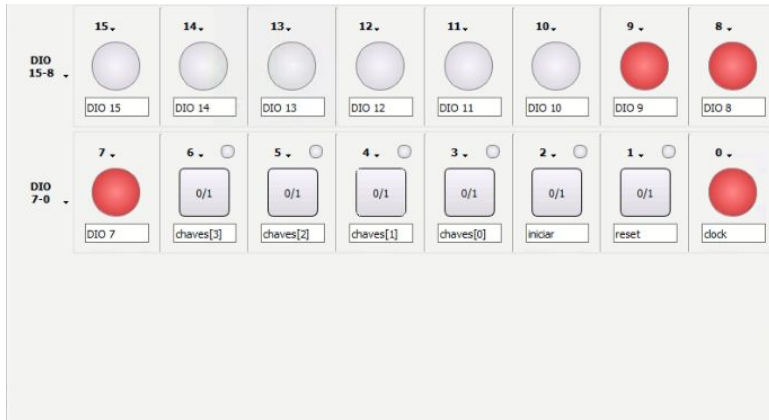 15 14 13 12 11 10 9 8
DIO
15-8
DIO 15 DIO 14 DIO 13 DIO 12 DIO 11 DIO 10 DIO 9 DIO 8
7 6 5 4 3 2 1 0
DIO
7-0
0/1 0/1 0/1 0/1 0/1 0/1
DIO 7 chaves[3] chaves[2] chaves[1] chaves[0] iniciar reset clock